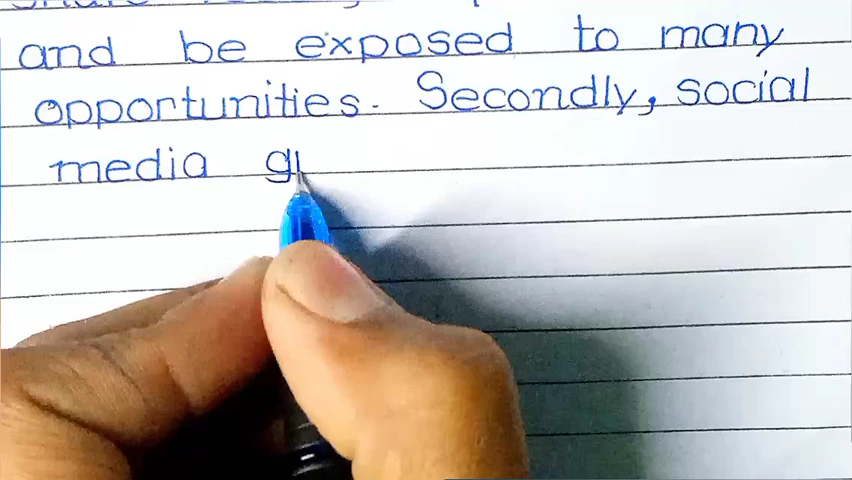 and be exposed to many
opportunities. Secondly, social
media